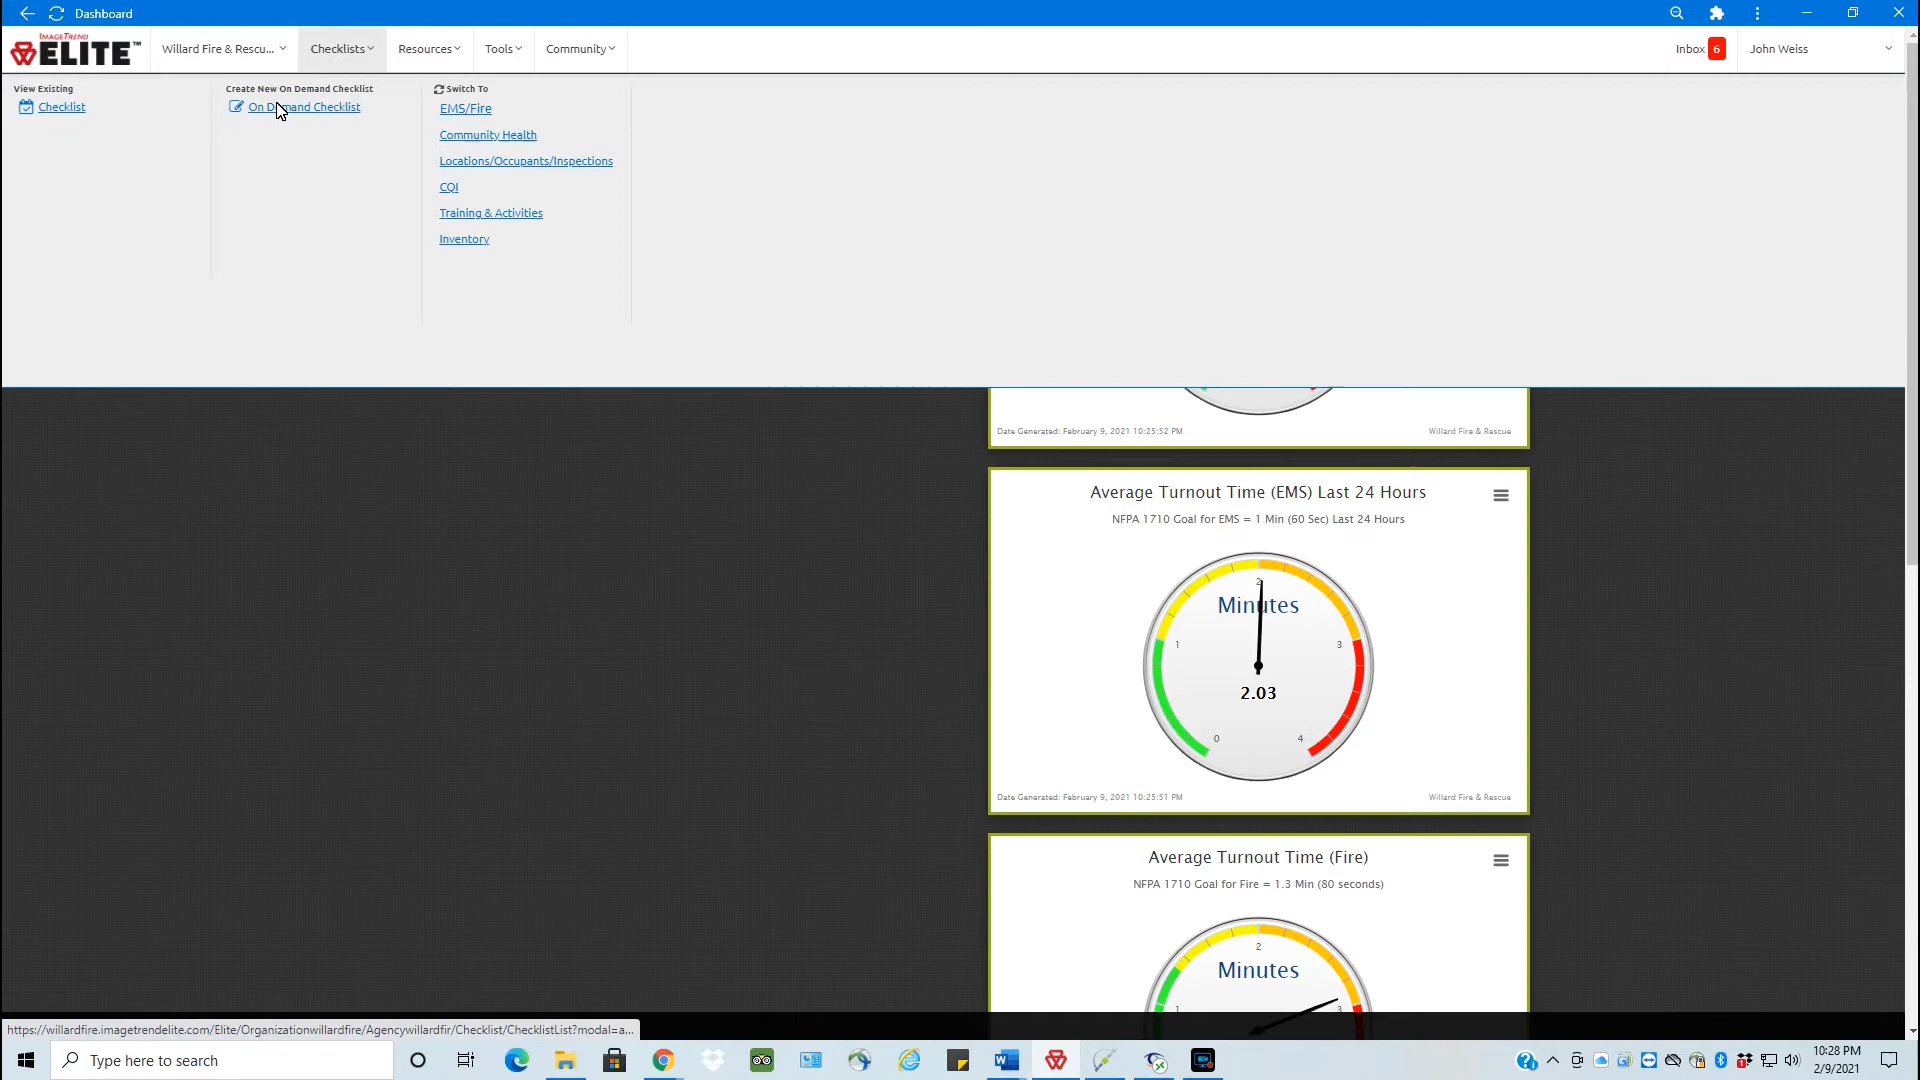 Dashboard
IMAGETREND
ELITE™
Willard Fire & Rescu...
Checklists
Resources
Tools
Community
Inbox 6
John Weiss
View Existing
Checklist
Create New On Demand Checklist
On Demand Checklist
Switch To
EMS/Fire
Community Health
Locations/Occupants/Inspections
CQI
Training & Activities
Inventory
Date Generated: February 9, 2021 10:25:52 PM
Willard Fire & Rescue
Average Turnout Time (EMS) Last 24 Hours
NFPA 1710 Goal for EMS = 1 Min (60 Sec) Last 24 Hours
2
Minutes
1
3
2.03
0
4
Date Generated: February 9, 2021 10:25:51 PM
Willard Fire & Rescue
Average Turnout Time (Fire)
NFPA 1710 Goal for Fire = 1.3 Min (80 seconds)
2
Minutes
1
3
https://willardfire.imagetrendelite.com/Elite/Organizationwillardfire/Agencywillardfir/Checklist/ChecklistList?modal=a...
Type here to search
10:28 PM
2/9/2021